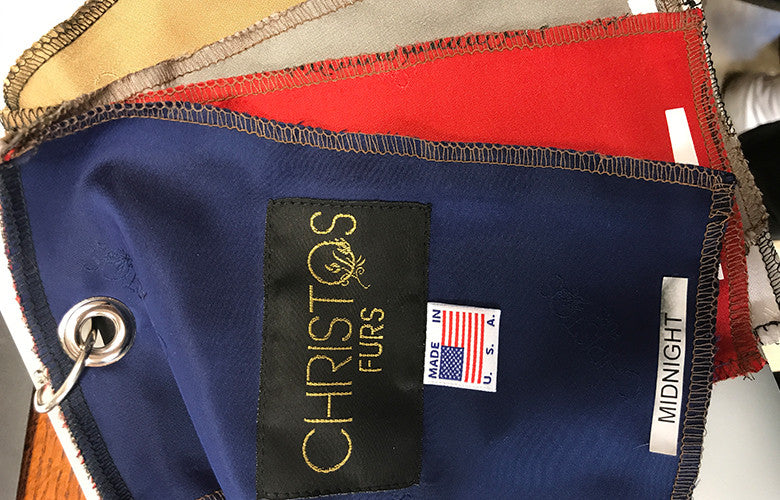 CHRISTOS
FURS
MADE IN
U. S. A.
MIDNIGHT